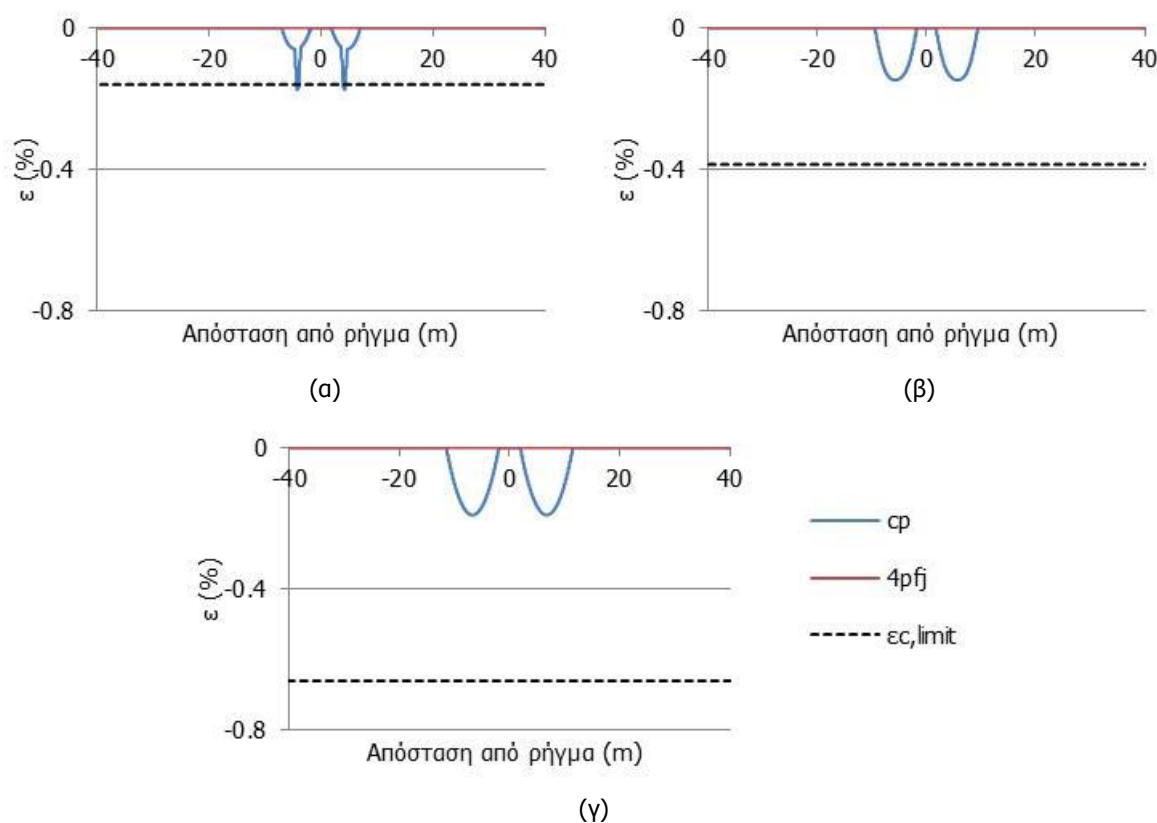 0
-40 -20 0 20 40
ε (%)
-0.4
-0.8
Απόσταση από ρήγμα (m)
(α)
0
-40 -20 0 20 40
ε (%)
-0.4
-0.8
Απόσταση από ρήγμα (m)
(β)
0
-40 -20 0 20 40
ε (%)
-0.4
-0.8
Απόσταση από ρήγμα (m)
(γ)
cp
4pfj
εc,limit